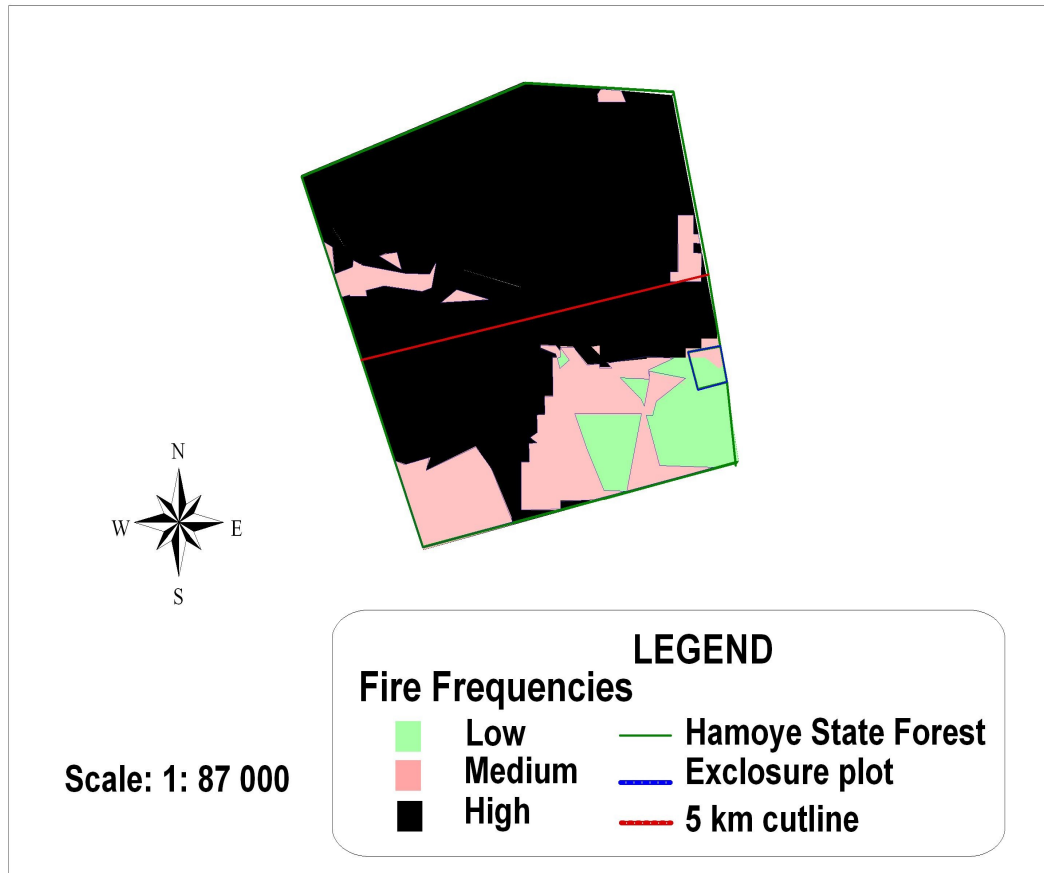 N
W
E
S
LEGEND
Fire Frequencies
Low
Medium
High
Hamoye State Forest
Exclosure plot
5 km cutline
Scale: 1: 87 000